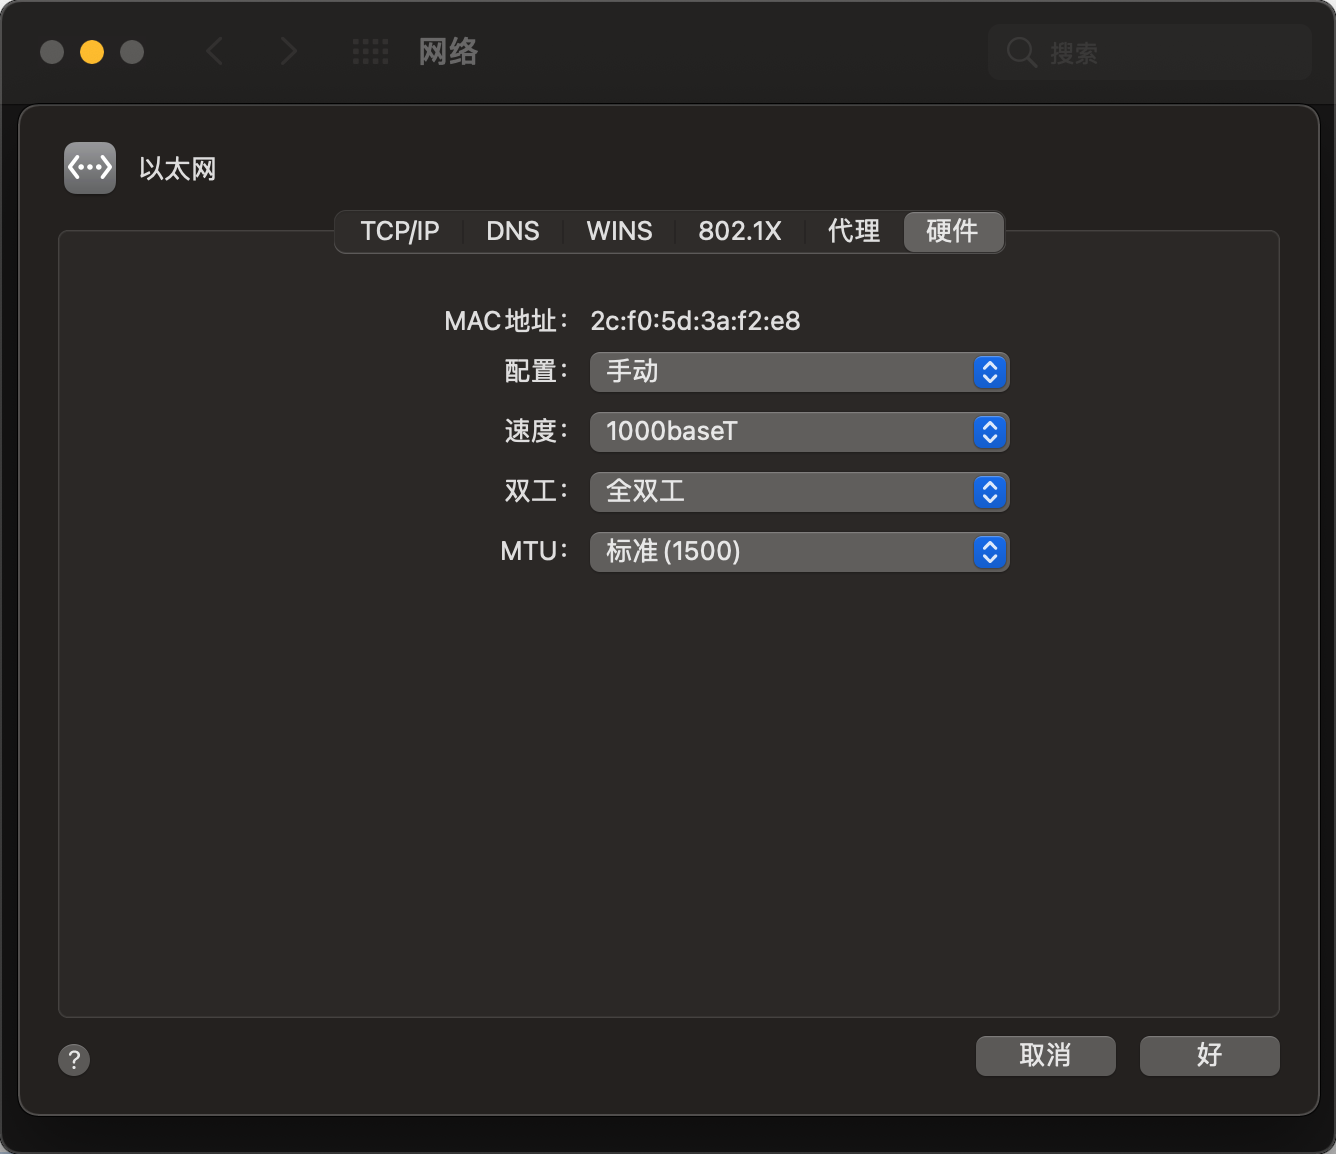 网络
搜索
以太网
TCP/IP DNS WINS 802.1X 代理 硬件
MAC地址： 2c:f0:5d:3a:f2:e8
配置： 手动
速度： 1000baseT
双工： 全双工
MTU： 标准 (1500)
? 取消 好